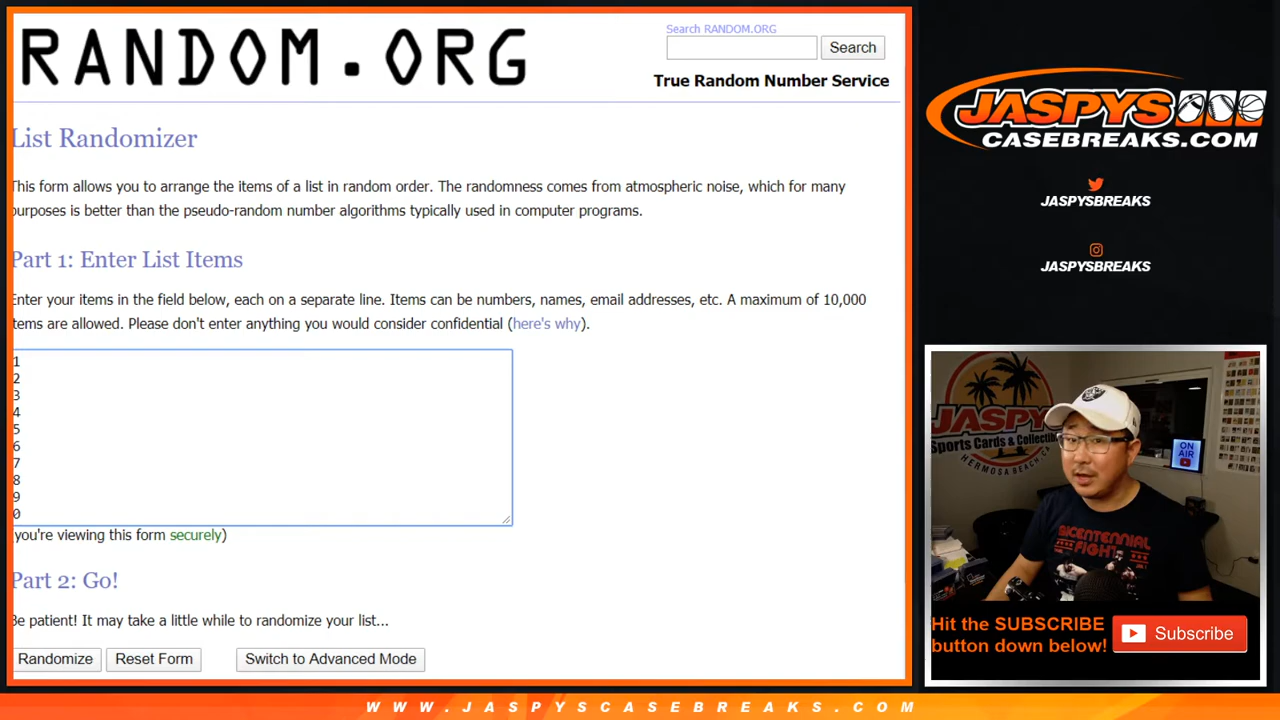 RANDOM.ORG
Search RANDOM.ORG
Search
True Random Number Service
List Randomizer
This form allows you to arrange the items of a list in random order. The randomness comes from atmospheric noise, which for many
purposes is better than the pseudo-random number algorithms typically used in computer programs.
Part 1: Enter List Items
Enter your items in the field below, each on a separate line. Items can be numbers, names, email addresses, etc. A maximum of 10,000
items are allowed. Please don't enter anything you would consider confidential (here's why).
1
2
3
4
5
6
7
8
9
0
you're viewing this form securely)
Part 2: Go!
Be patient! It may take a little while to randomize your list...
Randomize
Reset Form
Switch to Advanced Mode
JASPYS
CASEBREAKS.COM
JASPYSBREAKS
JASPYSBREAKS
JASPY'S
Sports Cards & Collectib
HERMOSA BEACH, CA
ON
AIR
BICENTENNIAL
FIGHT
Hit the SUBSCRIBE
button down below!
Subscribe
WWW.JASPYSCASEBREAKS.COM